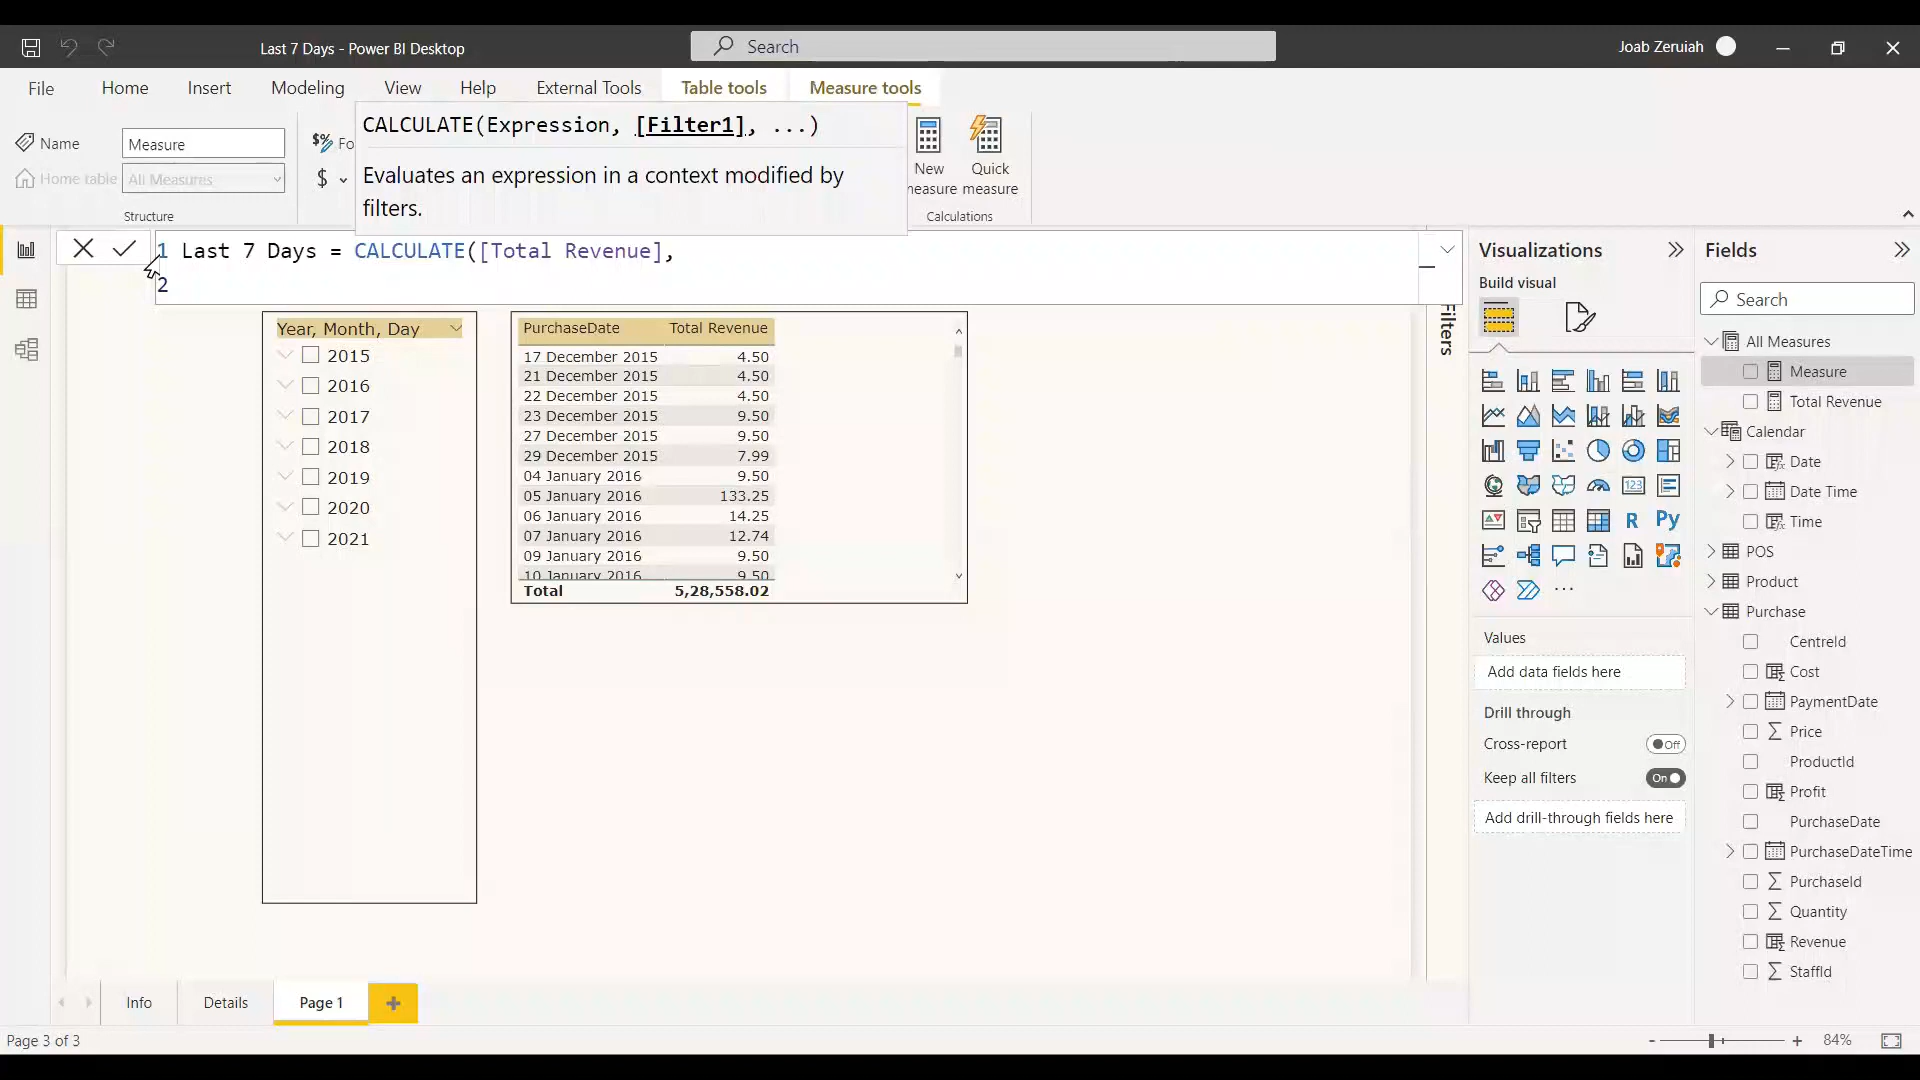 Last 7 Days - Power BI Desktop
Search
Joab Zeruiah
File
Home
Insert
Modeling
View
Help
External Tools
Table tools
Measure tools
Name
Measure
Home table
All Measures
Structure
$% Fo
$
CALCULATE(Expression, [Filter1], ...)
Evaluates an expression in a context modified by
filters.
New
measure
Quick
measure
Calculations
1 Last 7 Days = CALCULATE([Total Revenue],
2
Year, Month, Day
2015
2016
2017
2018
2019
2020
2021
PurchaseDate Total Revenue
17 December 2015 4.50
21 December 2015 4.50
22 December 2015 4.50
23 December 2015 9.50
27 December 2015 9.50
29 December 2015 7.99
04 January 2016 9.50
05 January 2016 133.25
06 January 2016 14.25
07 January 2016 12.74
09 January 2016 9.50
10 January 2016 9.50
Total 5,28,558.02
Filters
Visualizations
Build visual
123
R
Py
...
Values
Add data fields here
Drill through
Cross-report
Off
Keep all filters
On
Add drill-through fields here
Fields
Search
All Measures
Measure
Total Revenue
Calendar
Date
Date Time
Time
POS
Product
Purchase
CentreId
Cost
PaymentDate
Price
ProductId
Profit
PurchaseDate
PurchaseDateTime
PurchaseId
Quantity
Revenue
StaffId
Info
Details
Page 1
+
Page 3 of 3
- + 84%